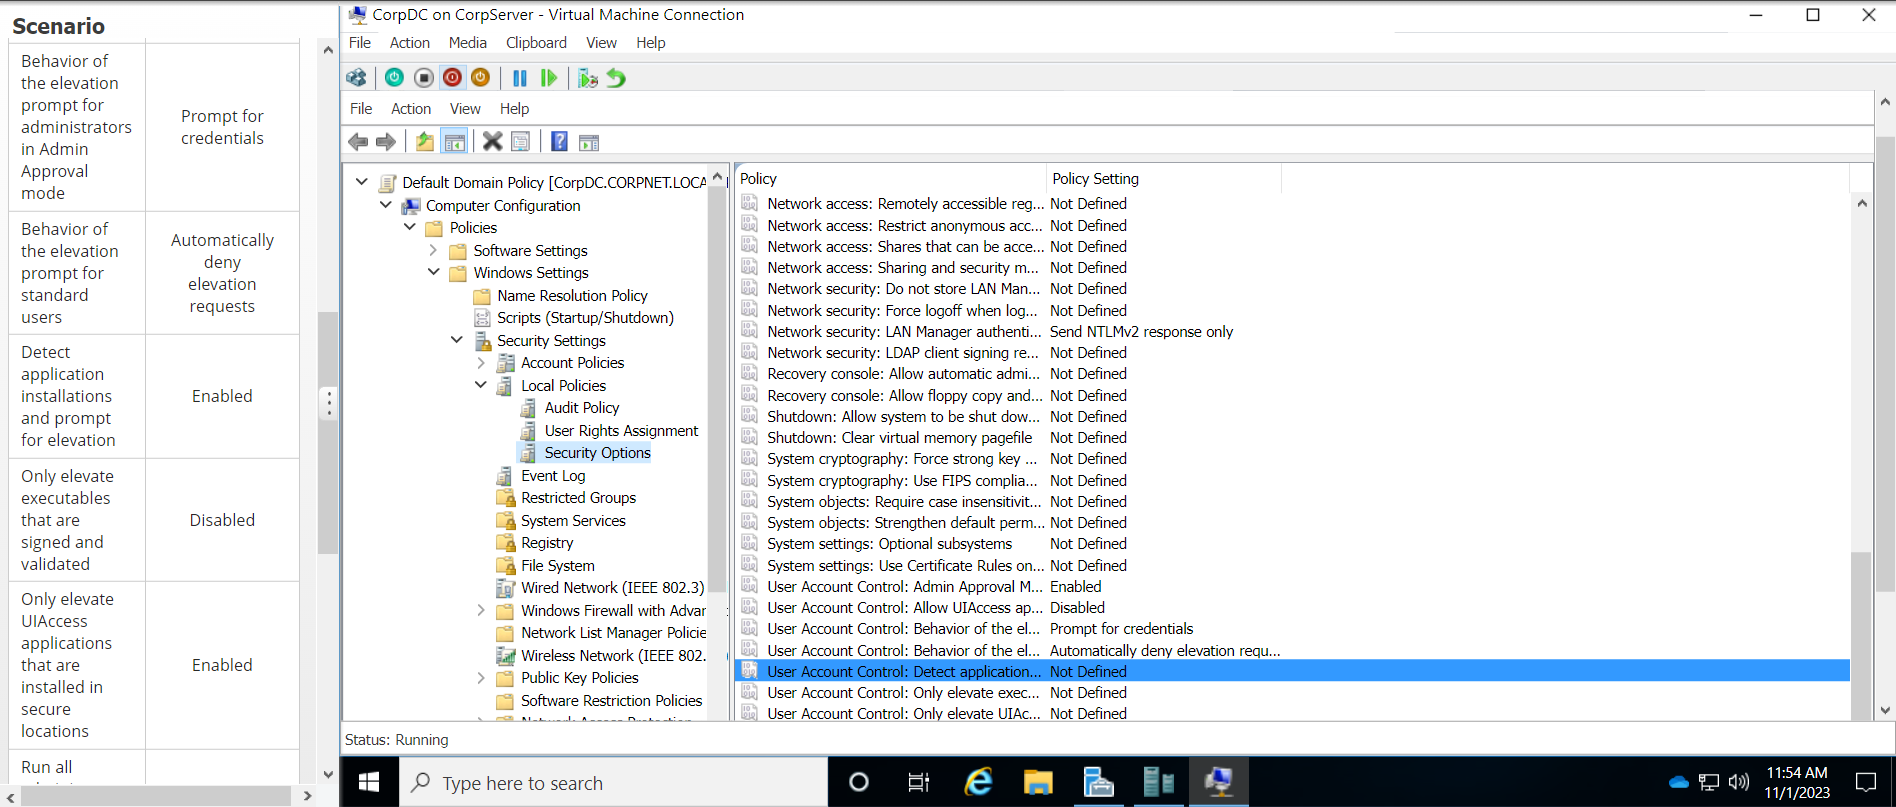 Scenario
Behavior of
the elevation
prompt for
administrators
in Admin
Approval
mode
Prompt for
credentials
Behavior of
the elevation
prompt for
standard
users
Automatically
deny
elevation
requests
Detect
application
installations
and prompt
for elevation
Enabled
Only elevate
executables
that are
signed and
validated
Disabled
Only elevate
UIAccess
applications
that are
installed in
secure
locations
Enabled
Run all
CorpDC on CorpServer - Virtual Machine Connection
File Action Media Clipboard View Help
File Action View Help
Default Domain Policy [CorpDC.CORPNET.LOCA
Computer Configuration
Policies
Software Settings
Windows Settings
Name Resolution Policy
Scripts (Startup/Shutdown)
Security Settings
Account Policies
Local Policies
Audit Policy
User Rights Assignment
Security Options
Event Log
Restricted Groups
System Services
Registry
File System
Wired Network (IEEE 802.3)
Windows Firewall with Advan
Network List Manager Policie
Wireless Network (IEEE 802.
Public Key Policies
Software Restriction Policies
Network Access Protection
Policy Policy Setting
Network access: Remotely accessible reg... Not Defined
Network access: Restrict anonymous acc... Not Defined
Network access: Shares that can be acce... Not Defined
Network access: Sharing and security m... Not Defined
Network security: Do not store LAN Man... Not Defined
Network security: Force logoff when log... Not Defined
Network security: LAN Manager authenti... Send NTLMv2 response only
Network security: LDAP client signing re... Not Defined
Recovery console: Allow automatic admi... Not Defined
Recovery console: Allow floppy copy and... Not Defined
Shutdown: Allow system to be shut dow... Not Defined
Shutdown: Clear virtual memory pagefile Not Defined
System cryptography: Force strong key ... Not Defined
System cryptography: Use FIPS complia... Not Defined
System objects: Require case insensitivit... Not Defined
System objects: Strengthen default perm... Not Defined
System settings: Optional subsystems Not Defined
System settings: Use Certificate Rules on... Not Defined
User Account Control: Admin Approval M... Enabled
User Account Control: Allow UIAccess ap... Disabled
User Account Control: Behavior of the el... Prompt for credentials
User Account Control: Behavior of the el... Automatically deny elevation requ...
User Account Control: Detect application... Not Defined
User Account Control: Only elevate exec... Not Defined
User Account Control: Only elevate UIAc... Not Defined
Status: Running
Type here to search
11:54 AM
11/1/2023